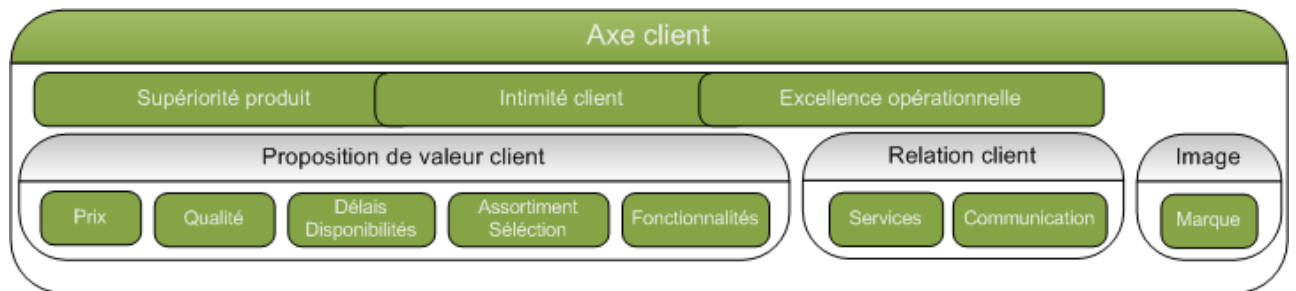 Axe client
Supériorité produit
Intimité client
Excellence opérationnelle
Proposition de valeur client
Relation client
Image
Prix
Qualité
Délais
Disponibilités
Assortiment
Séléction
Fonctionnalités
Services
Communication
Marque